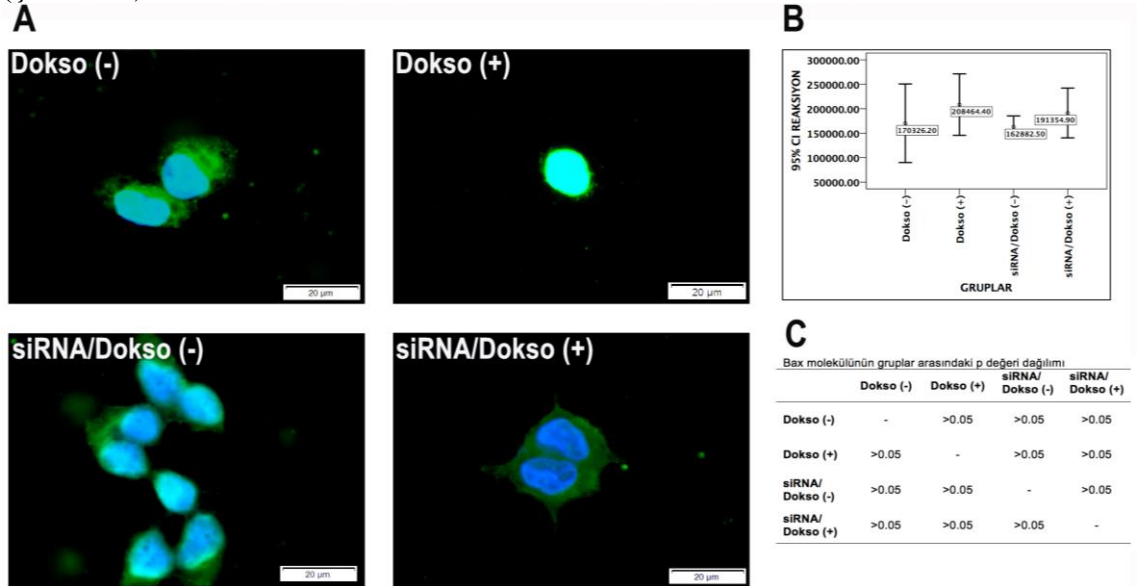 A
B
Dokso (-)
Dokso (+)
20 µm
20 µm
siRNA/Dokso (-)
siRNA/Dokso (+)
20 µm
20 µm
300000.00
250000.00
200000.00
150000.00
100000.00
50000.00
95% CI REAKSIYON
170326.20
208464.40
162882.50
191354.90
Dokso (-)
Dokso (+)
siRNA/Dokso (-)
siRNA/Dokso (+)
GRUPLAR
C
Bax molekülünün gruplar arasındaki p değeri dağılımı
Dokso (-) Dokso (+) siRNA/ Dokso (-) siRNA/ Dokso (+)
Dokso (-) - >0.05 >0.05 >0.05
Dokso (+) >0.05 - >0.05 >0.05
siRNA/ Dokso (-) >0.05 >0.05 - >0.05
siRNA/ Dokso (+) >0.05 >0.05 >0.05 -